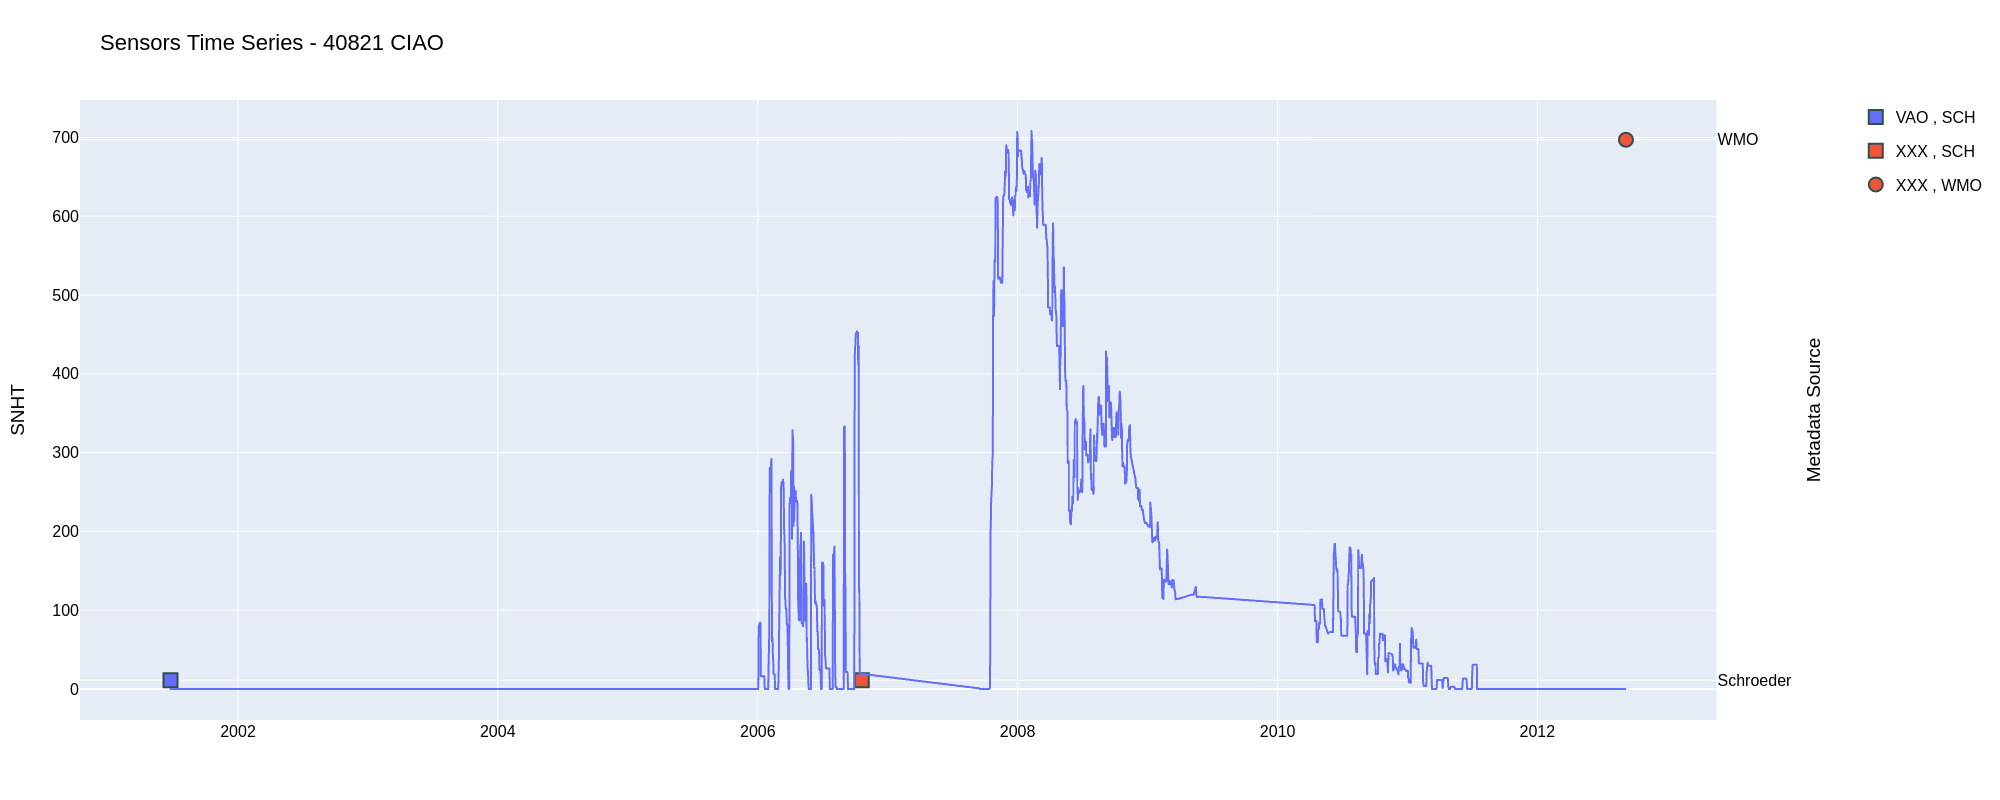 Sensors Time Series - 40821 CIAO
VAO , SCH
XXX , SCH
XXX , WMO
SNHT
700
600
500
400
300
200
100
0
WMO
Schroeder
Metadata Source
2002
2004
2006
2008
2010
2012